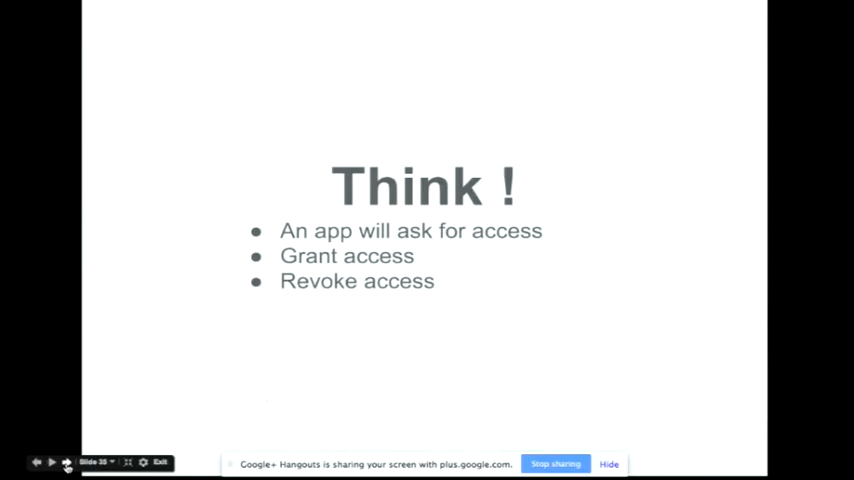 Think !
● An app will ask for access
● Grant access
● Revoke access
Slide 35
Exit
Google+ Hangouts is sharing your screen with plus.google.com.
Stop sharing
Hide